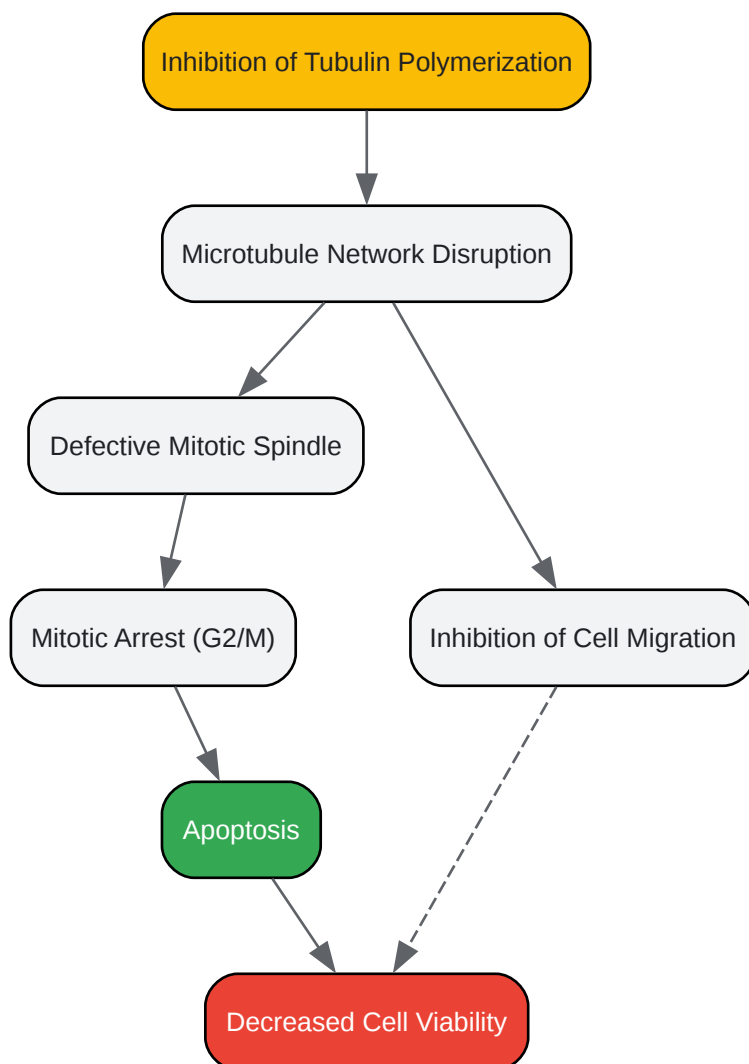 Inhibition of Tubulin Polymerization
Microtubule Network Disruption
Defective Mitotic Spindle
Mitotic Arrest (G2/M)
Inhibition of Cell Migration
Apoptosis
Decreased Cell Viability